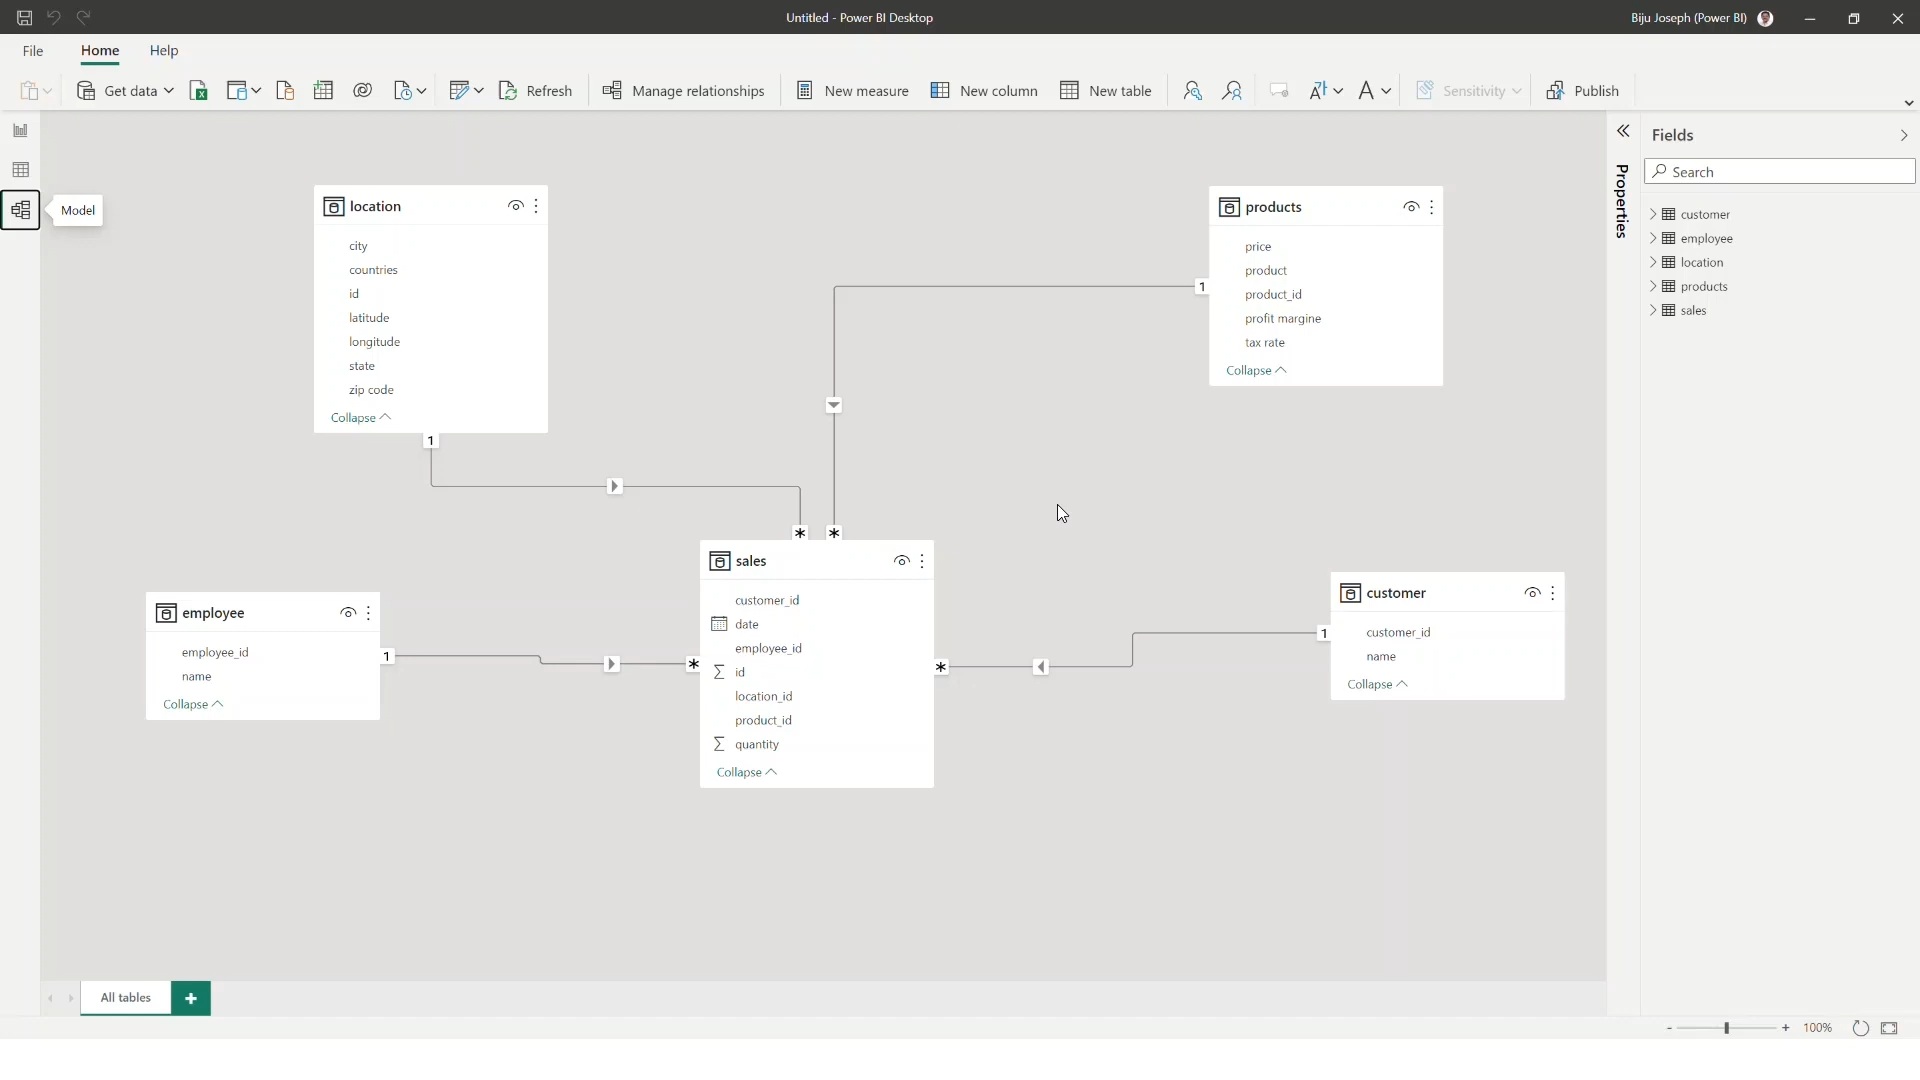 Untitled - Power BI Desktop
Biju Joseph (Power BI)
File
Home
Help
Get data
Refresh
Manage relationships
New measure
New column
New table
Sensitivity
Publish
Model
location
city
countries
id
latitude
longitude
state
zip code
Collapse
1
*
products
price
product
product_id
profit margine
tax rate
Collapse
1
*
employee
employee_id
name
Collapse
1
*
sales
customer_id
date
employee_id
Σ id
location_id
product_id
Σ quantity
Collapse
*
1
customer
customer_id
name
Collapse
Properties
Fields
Search
customer
employee
location
products
sales
All tables
+
- + 100%